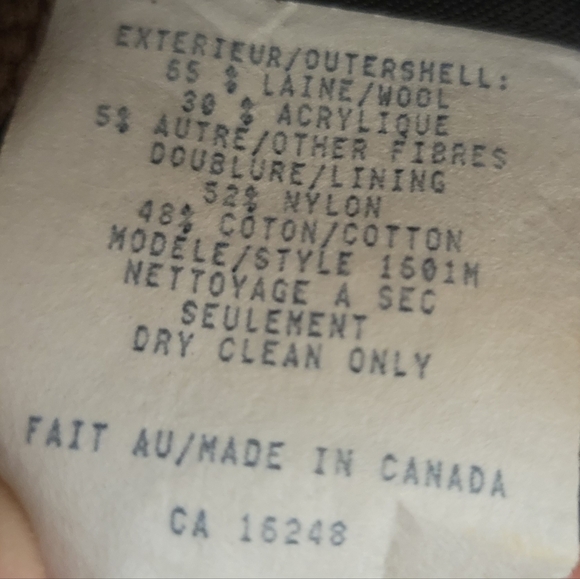 EXTERIEUR/OUTERSHELL:
65 % LAINE/WOOL
30 % ACRYLIQUE
5% AUTRE/OTHER FIBRES
DOUBLURE/LINING
52% NYLON
48% COTON/COTTON
MODELE/STYLE 1601M
NETTOYAGE A SEC
SEULEMENT
DRY CLEAN ONLY
FAIT AU/MADE IN CANADA
CA 16248